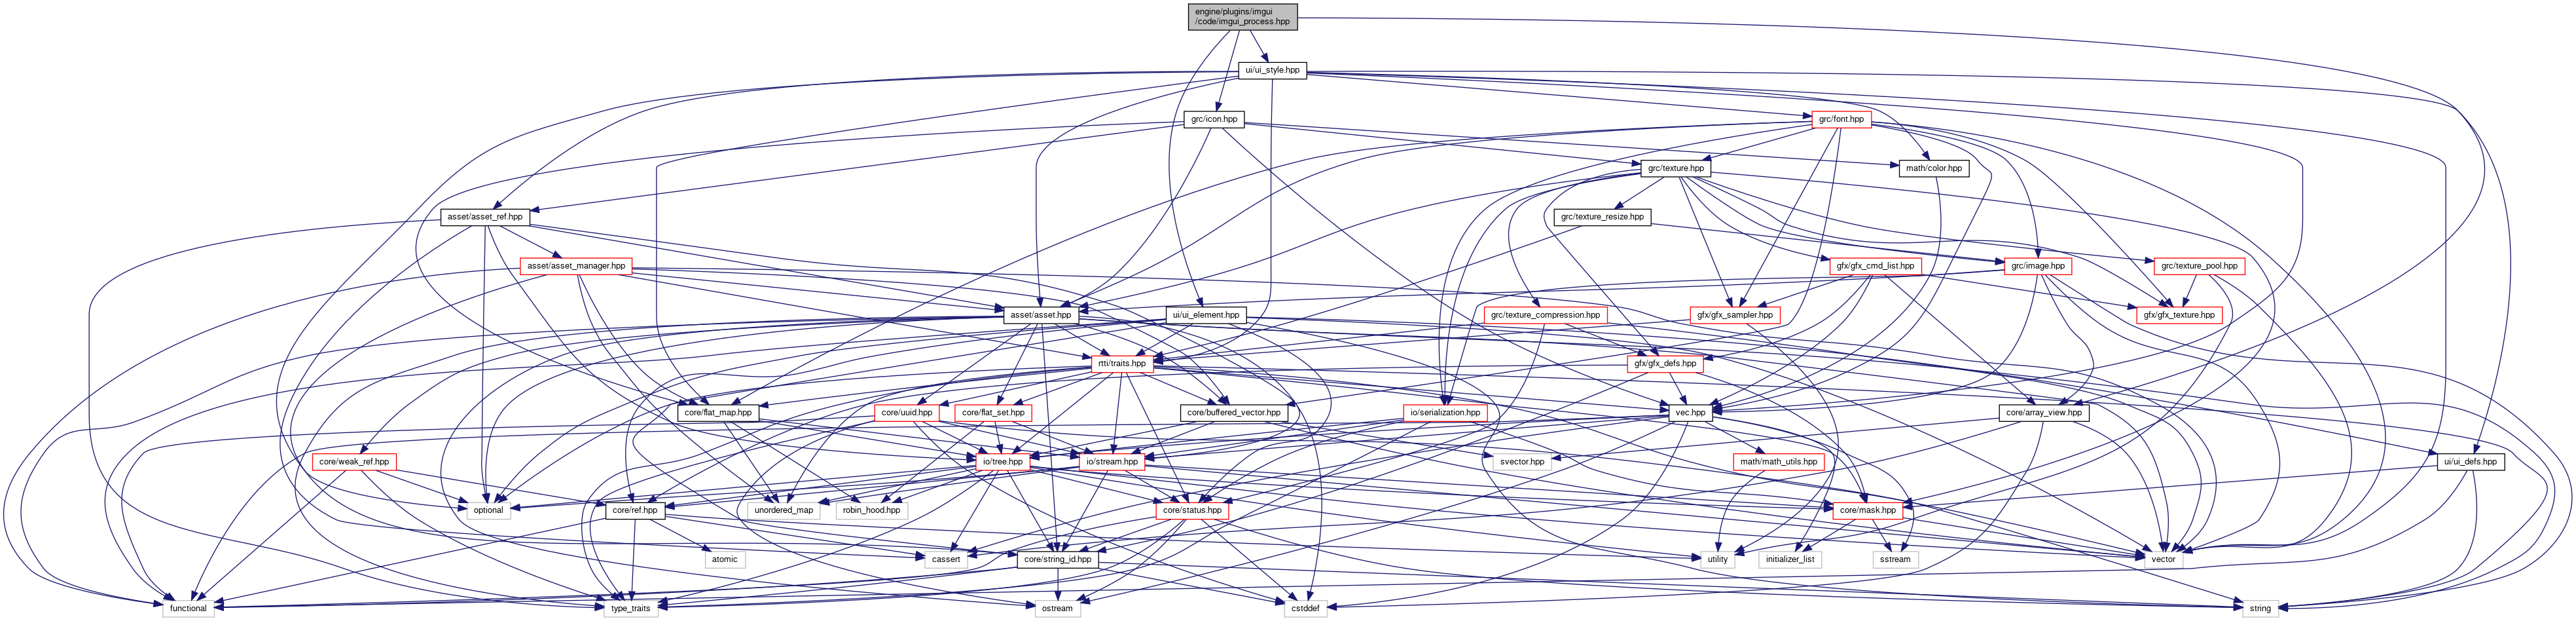 engine/plugins/imgui
/code/imgui_process.hpp
ui/ui_style.hpp
grc/icon.hpp
grc/font.hpp
grc/texture.hpp
math/color.hpp
asset/asset_ref.hpp
grc/texture_resize.hpp
asset/asset_manager.hpp
gfx/gfx_cmd_list.hpp
grc/image.hpp
grc/texture_pool.hpp
asset/asset.hpp
ui/ui_element.hpp
grc/texture_compression.hpp
gfx/gfx_sampler.hpp
gfx/gfx_texture.hpp
rtti/traits.hpp
gfx/gfx_defs.hpp
core/flat_map.hpp
core/uuid.hpp
core/flat_set.hpp
core/buffered_vector.hpp
io/serialization.hpp
vec.hpp
core/array_view.hpp
core/weak_ref.hpp
io/tree.hpp
io/stream.hpp
svector.hpp
math/math_utils.hpp
ui/ui_defs.hpp
optional
core/ref.hpp
unordered_map
robin_hood.hpp
core/status.hpp
core/mask.hpp
atomic
cassert
core/string_id.hpp
utility
initializer_list
sstream
vector
functional
type_traits
ostream
cstddef
string